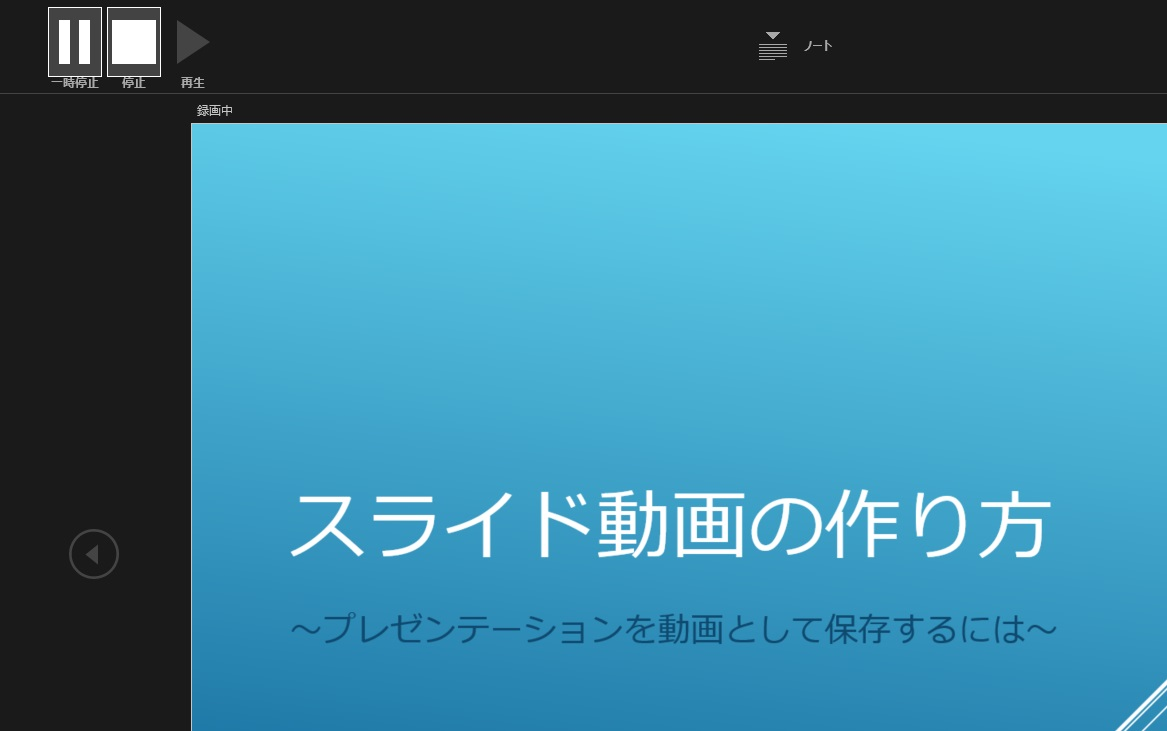 一時停止 停止 再生
ノート
録画中
スライド動画の作り方
～プレゼンテーションを動画として保存するには～